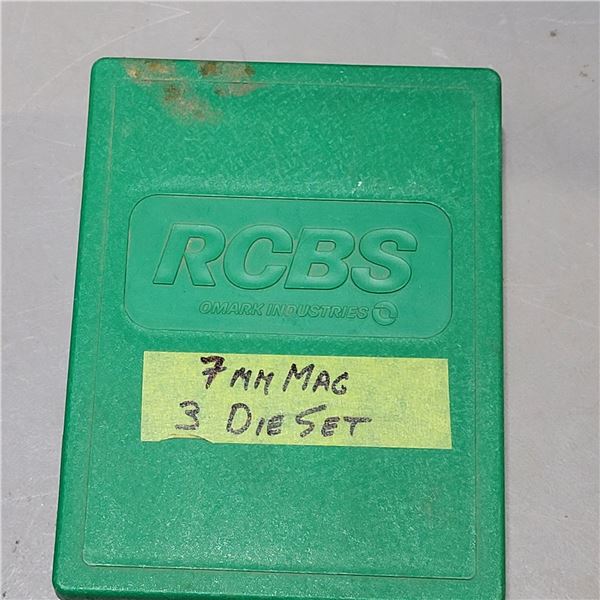 RCBS
OMARK INDUSTRIES
7MM MAG
3 DIE SET